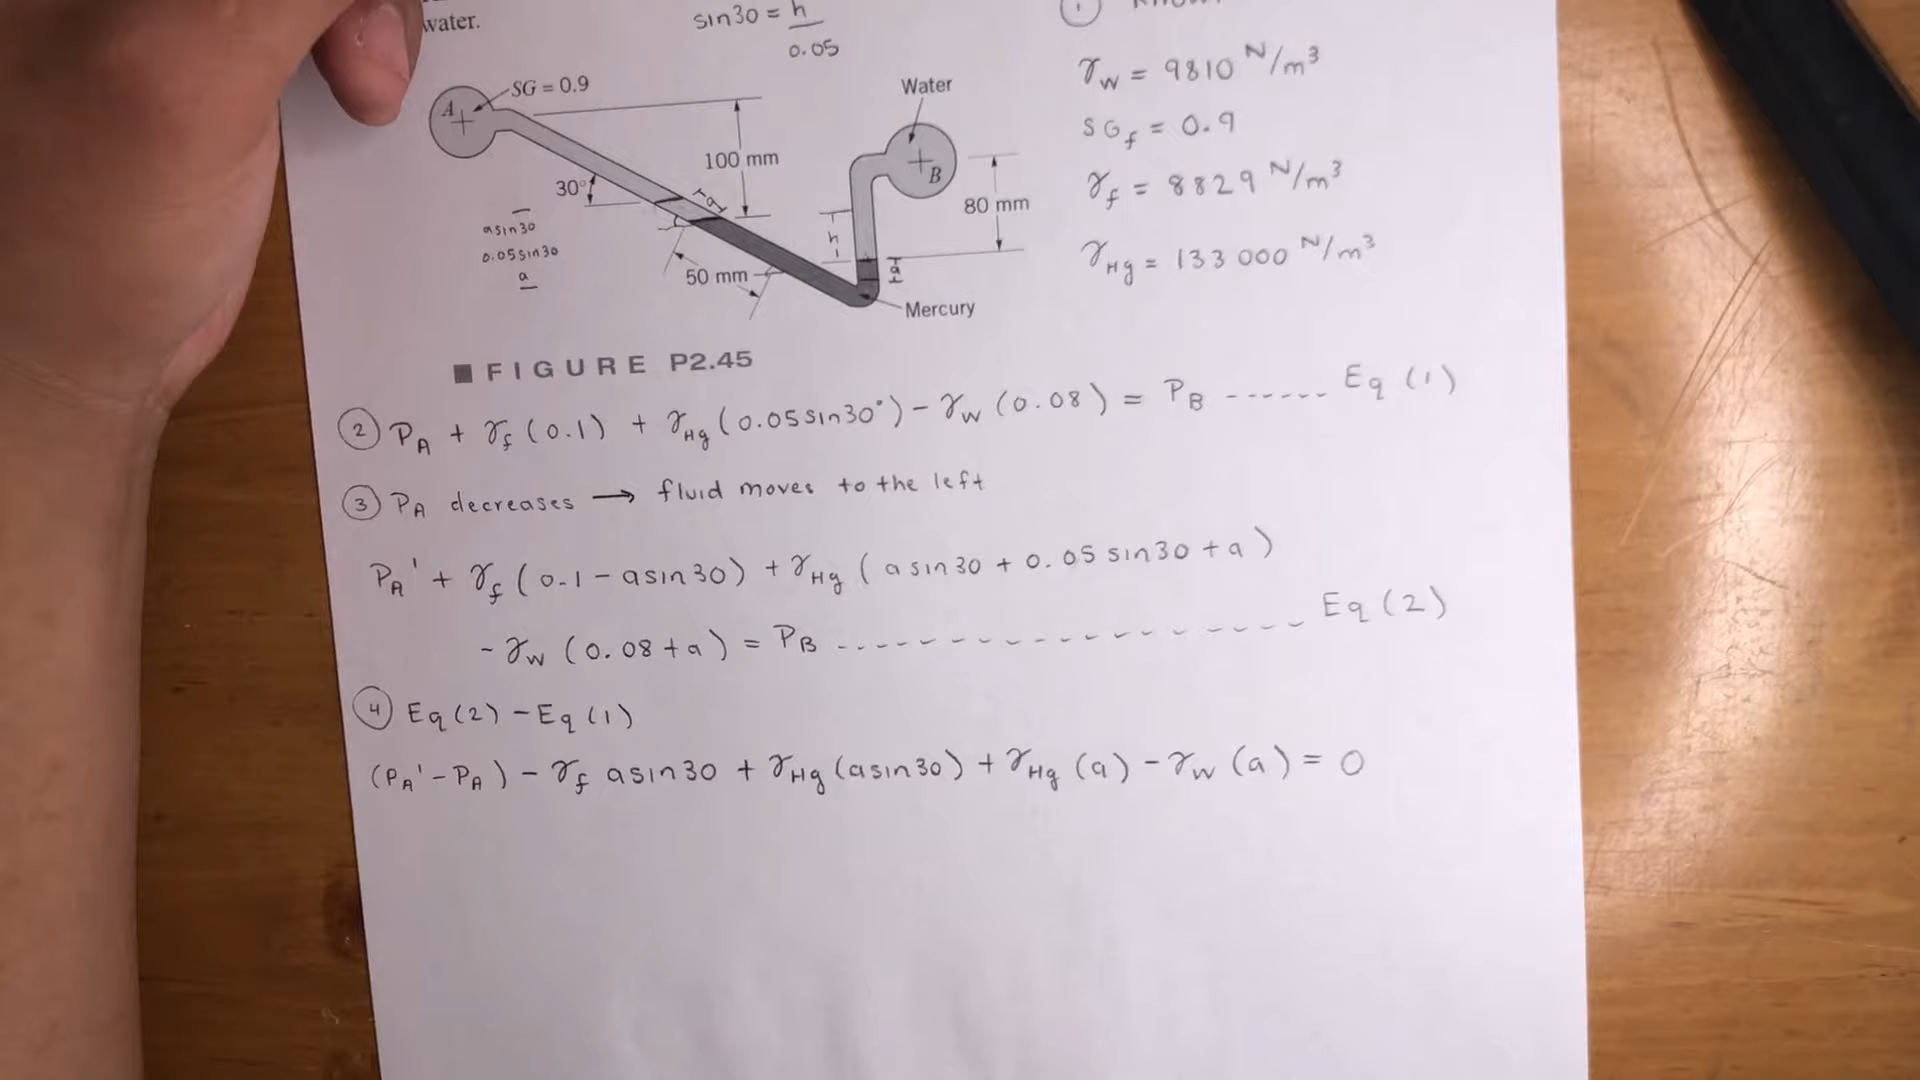 water.
sin30 = h
0.05
γw = 9810 N/m³
SGf = 0.9
γf = 8829 N/m³
γHg = 133 000 N/m³
A
SG = 0.9
100 mm
30°
a
asin30
0.05sin30
a
50 mm
Water
B
80 mm
h
a
Mercury
■ FIGURE P2.45
② PA + γf (0.1) + γHg (0.05sin30°) - γw (0.08) = PB ------ Eq (1)
③ PA decreases → fluid moves to the left
PA' + γf (0.1 - asin30) + γHg (asin30 + 0.05 sin30 + a)
- γw (0.08+a) = PB ---------------- Eq (2)
④ Eq(2) - Eq(1)
(PA' - PA) - γf asin30 + γHg (asin30) + γHg (a) - γw (a) = 0